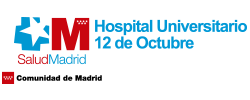 Hospital Universitario
12 de Octubre
SaludMadrid
Comunidad de Madrid